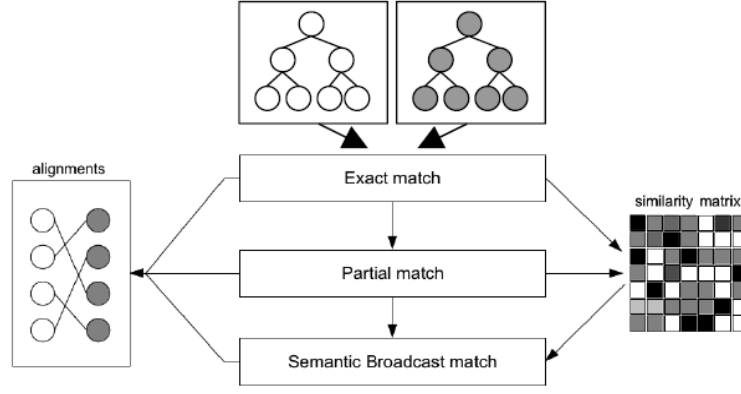 alignments
Exact match
similarity matrix
Partial match
Semantic Broadcast match